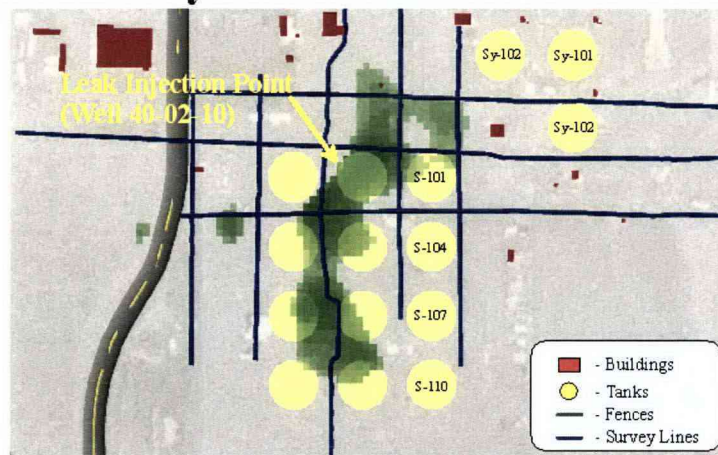 Sy-102
Sy-101
Leak Injection Point
(Well 40-02-10)
Sy-102
S-101
S-104
S-107
S-110
- Buildings
- Tanks
- Fences
- Survey Lines